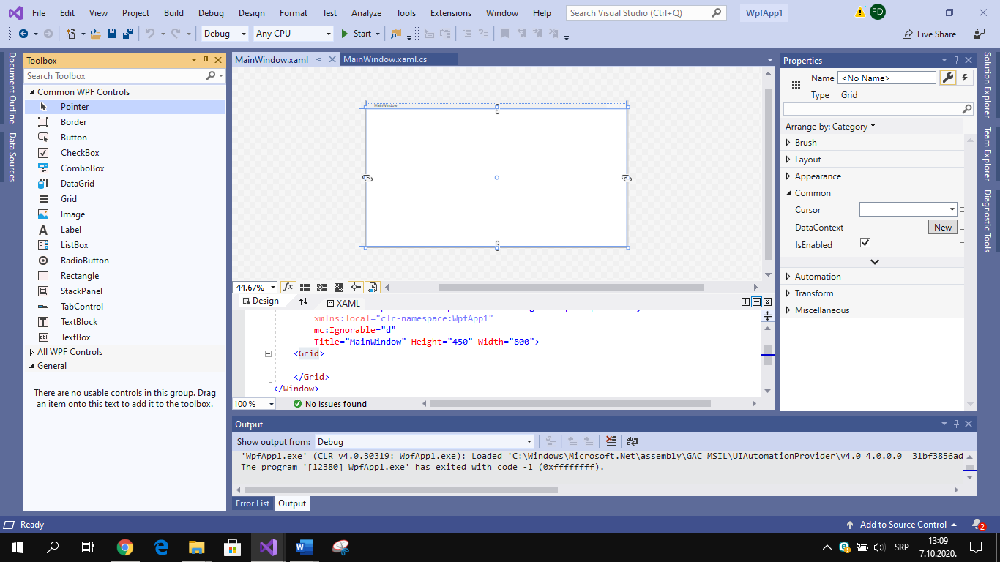 File Edit View Project Build Debug Design Format Test Analyze Tools Extensions Window Help Search Visual Studio (Ctrl+Q) WpfApp1 FD
Debug Any CPU Start Live Share
Document Outline
Data Sources
Toolbox
Search Toolbox
Common WPF Controls
Pointer
Border
Button
CheckBox
ComboBox
DataGrid
Grid
Image
Label
ListBox
RadioButton
Rectangle
StackPanel
TabControl
TextBlock
TextBox
All WPF Controls
General
There are no usable controls in this group. Drag
an item onto this text to add it to the toolbox.
MainWindow.xaml MainWindow.xaml.cs
MainWindow
44.67% fx
Design XAML
xmlns:local="clr-namespace:WpfApp1"
mc:Ignorable="d"
Title="MainWindow" Height="450" Width="800">
<Grid>
</Grid>
</Window>
100 % No issues found
Properties
Name <No Name>
Type Grid
Arrange by: Category
Brush
Layout
Appearance
Common
Cursor
DataContext New
IsEnabled
Automation
Transform
Miscellaneous
Solution Explorer
Team Explorer
Diagnostic Tools
Output
Show output from: Debug
'WpfApp1.exe' (CLR v4.0.30319: WpfApp1.exe): Loaded 'C:\Windows\Microsoft.Net\assembly\GAC_MSIL\UIAutomationProvider\v4.0_4.0.0.0__31bf3856ad
The program '[12380] WpfApp1.exe' has exited with code -1 (0xffffffff).
Error List Output
Ready Add to Source Control 2
SRP 13:09
7.10.2020.